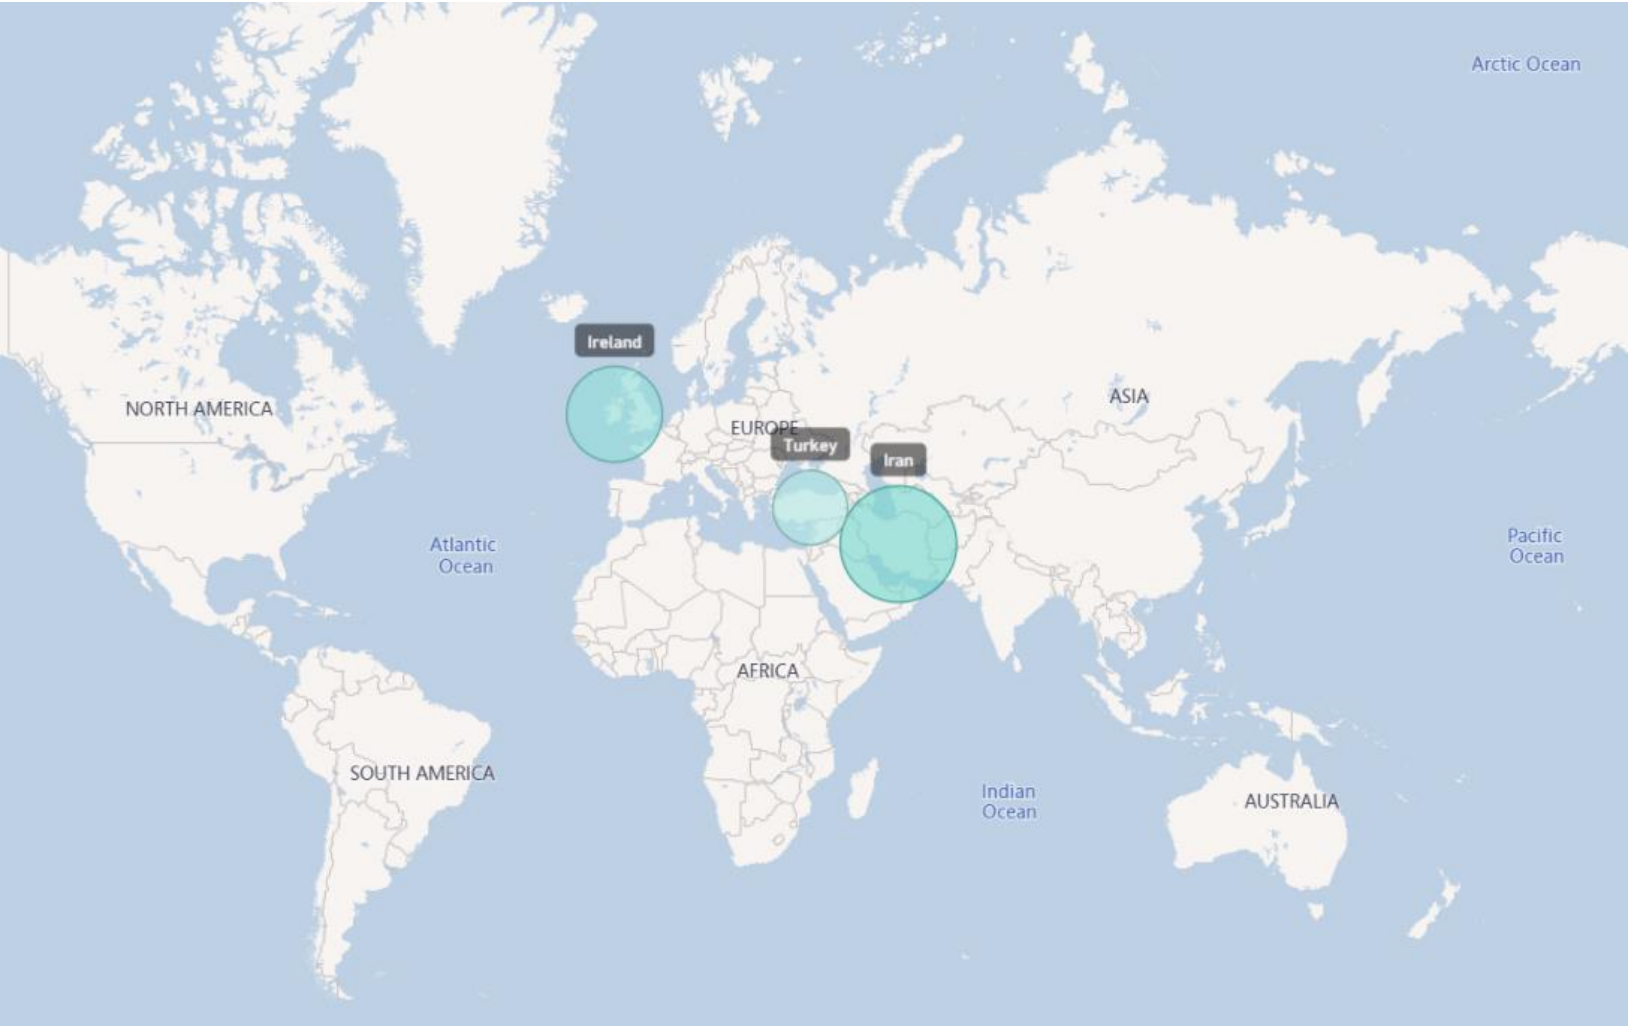 Arctic Ocean
Ireland
NORTH AMERICA
ASIA
EUROPE
Turkey
Iran
Atlantic
Ocean
Pacific
Ocean
AFRICA
SOUTH AMERICA
Indian
Ocean
AUSTRALIA